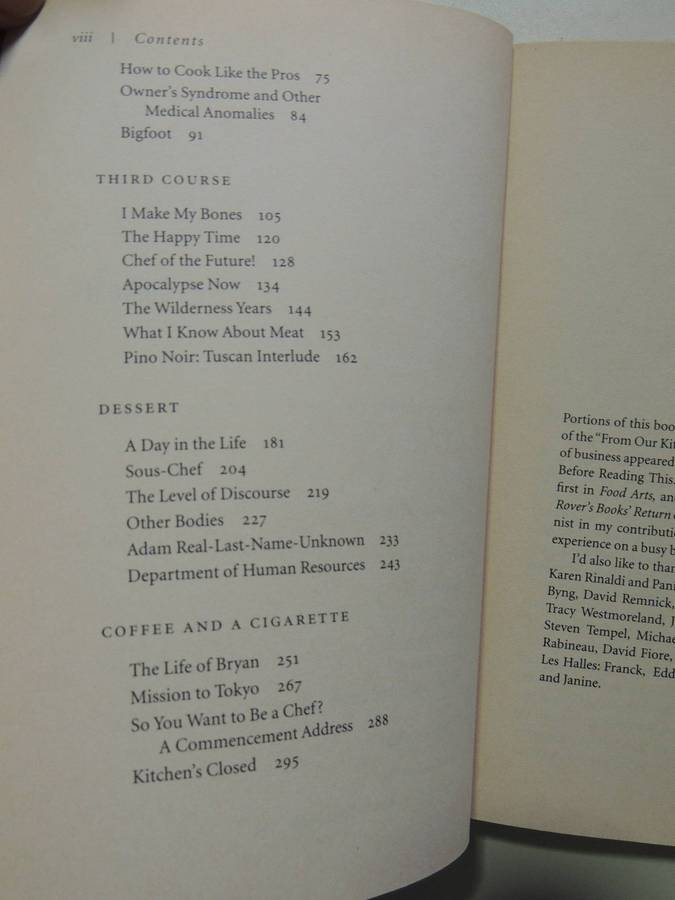 viii | Contents
How to Cook Like the Pros 75
Owner's Syndrome and Other
Medical Anomalies 84
Bigfoot 91
THIRD COURSE
I Make My Bones 105
The Happy Time 120
Chef of the Future! 128
Apocalypse Now 134
The Wilderness Years 144
What I Know About Meat 153
Pino Noir: Tuscan Interlude 162
DESSERT
A Day in the Life 181
Sous-Chef 204
The Level of Discourse 219
Other Bodies 227
Adam Real-Last-Name-Unknown 233
Department of Human Resources 243
COFFEE AND A CIGARETTE
The Life of Bryan 251
Mission to Tokyo 267
So You Want to Be a Chef?
A Commencement Address 288
Kitchen's Closed 295
Portions of this boo
of the "From Our Kit
of business appeared
Before Reading This.
first in Food Arts, an
Rover's Books' Return
nist in my contributi
experience on a busy b
I'd also like to than
Karen Rinaldi and Pan
Byng, David Remnick,
Tracy Westmoreland, J
Steven Tempel, Michae
Rabineau, David Fiore,
Les Halles: Franck, Edd
and Janine.